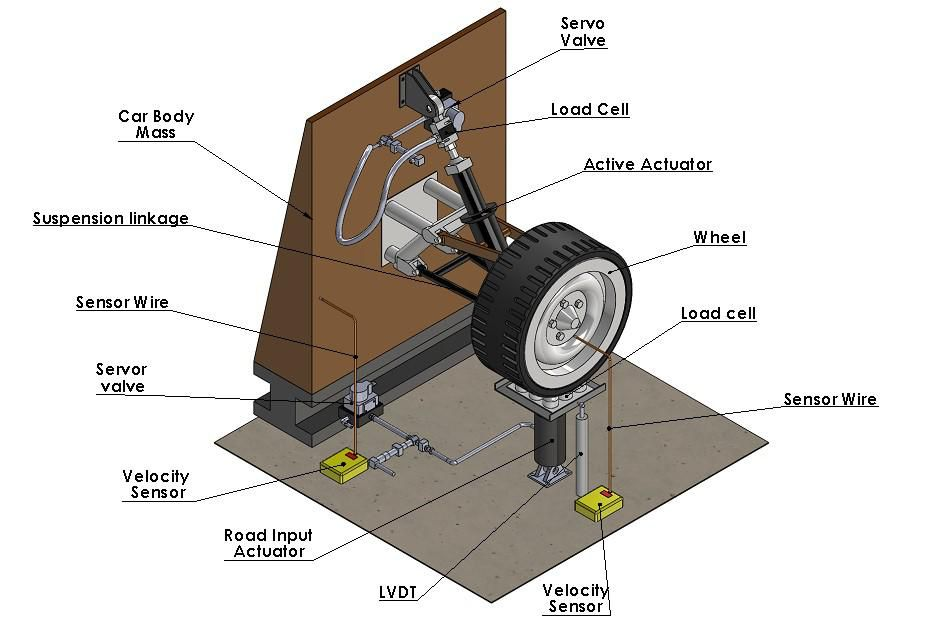 Servo
Valve
Load Cell
Car Body
Mass
Active Actuator
Suspension linkage
Wheel
Sensor Wire
Load cell
Servor
valve
Sensor Wire
Velocity
Sensor
Road Input
Actuator
LVDT
Velocity
Sensor